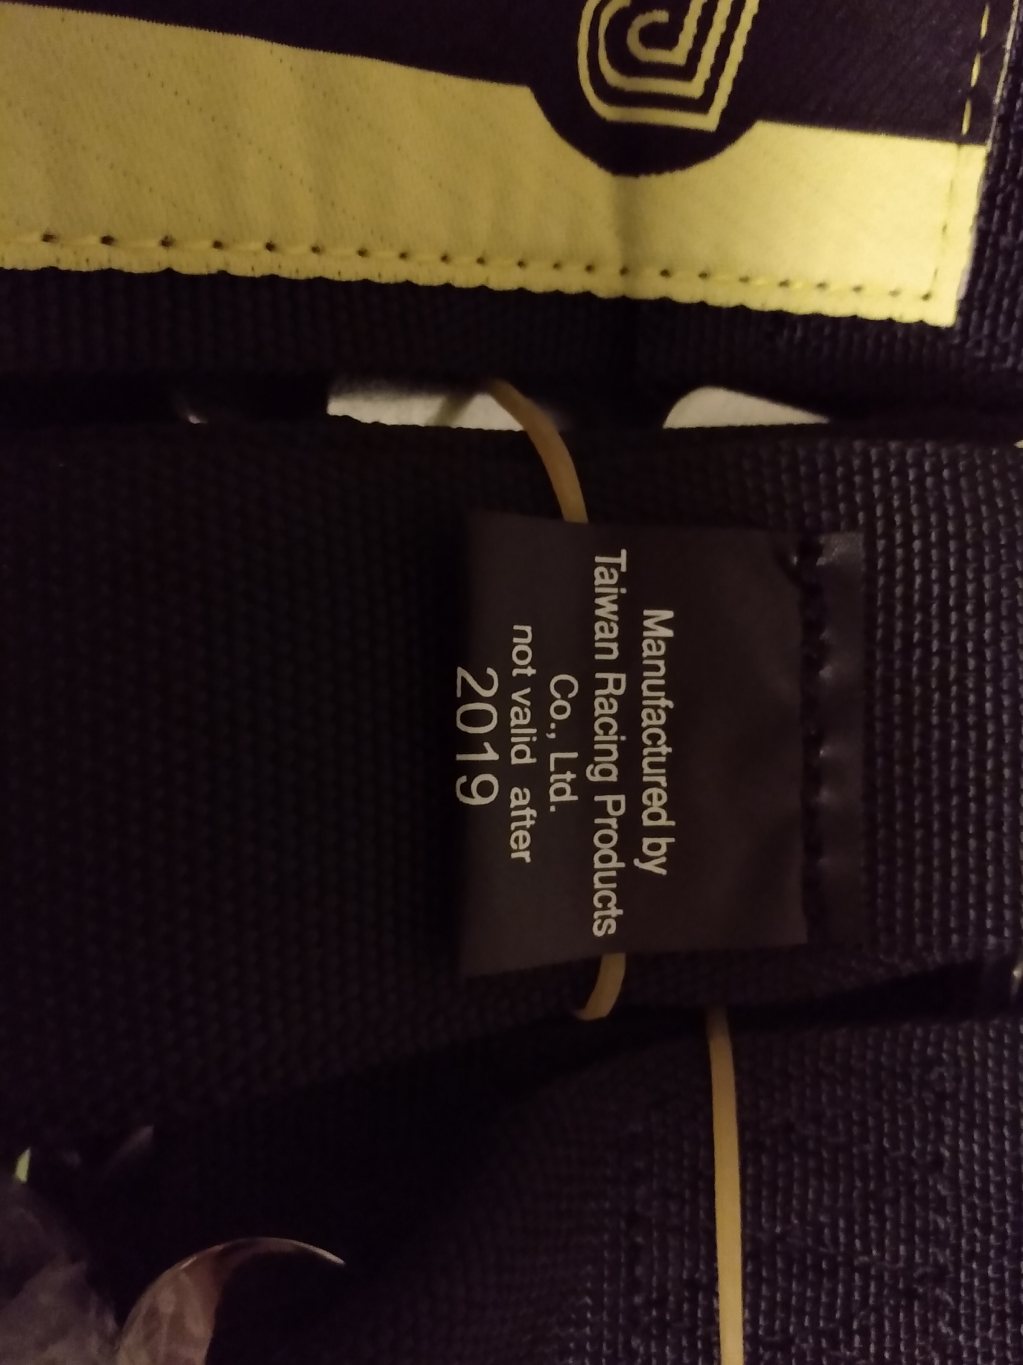 Manufactured by
Taiwan Racing Products
Co., Ltd.
not valid after
2019